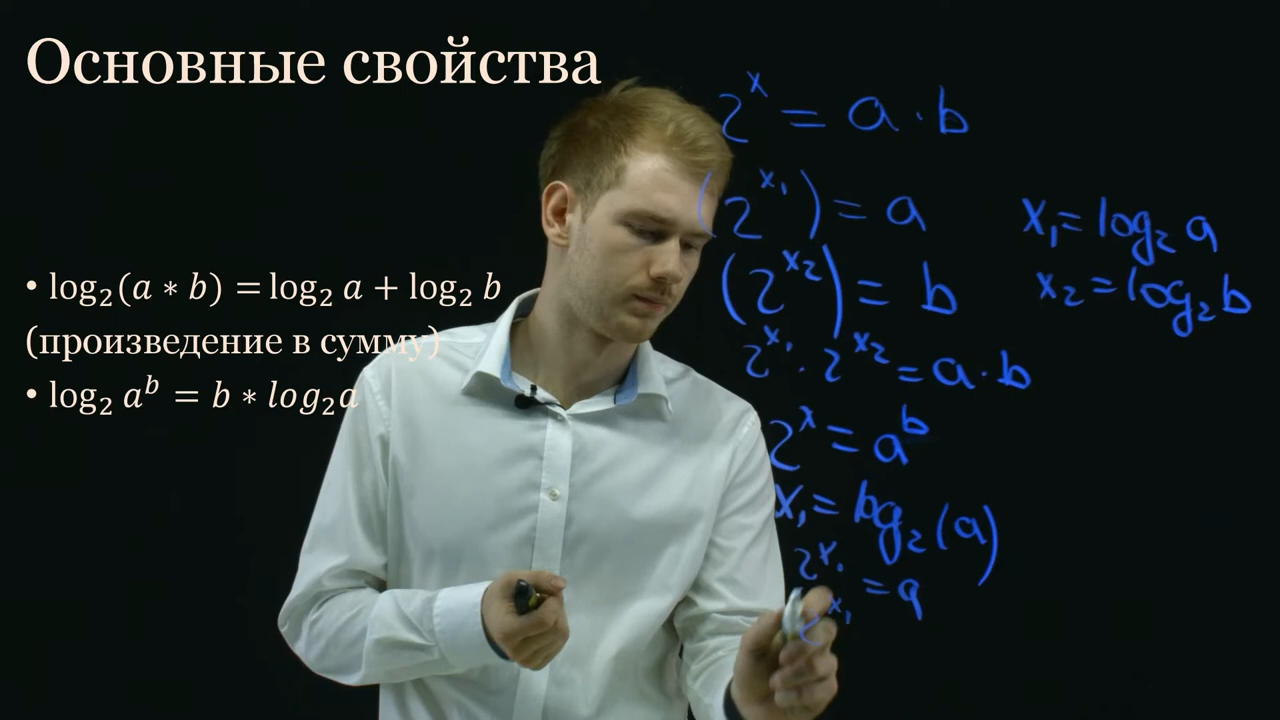 Основные свойства
• log₂(a ∗ b) = log₂ a + log₂ b
(произведение в сумму)
• log₂ aᵇ = b ∗ log₂a
2ˣ = a · b
(2ˣ¹) = a
x₁ = log₂ a
(2ˣ²) = b
x₂ = log₂ b
2ˣ¹ · 2ˣ² = a · b
2ˣ = aᵇ
x₁ = log₂(a)
2ˣ¹ = a
2ˣ¹